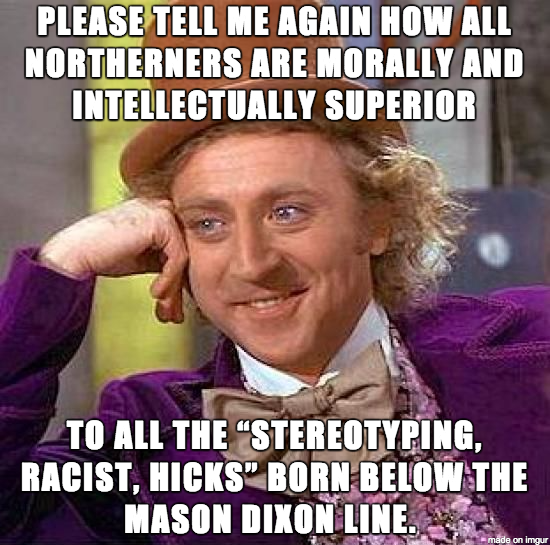 PLEASE TELL ME AGAIN HOW ALL
NORTHERNERS ARE MORALLY AND
INTELLECTUALLY SUPERIOR
TO ALL THE “STEREOTYPING,
RACIST, HICKS” BORN BELOW THE
MASON DIXON LINE.
made on imgur